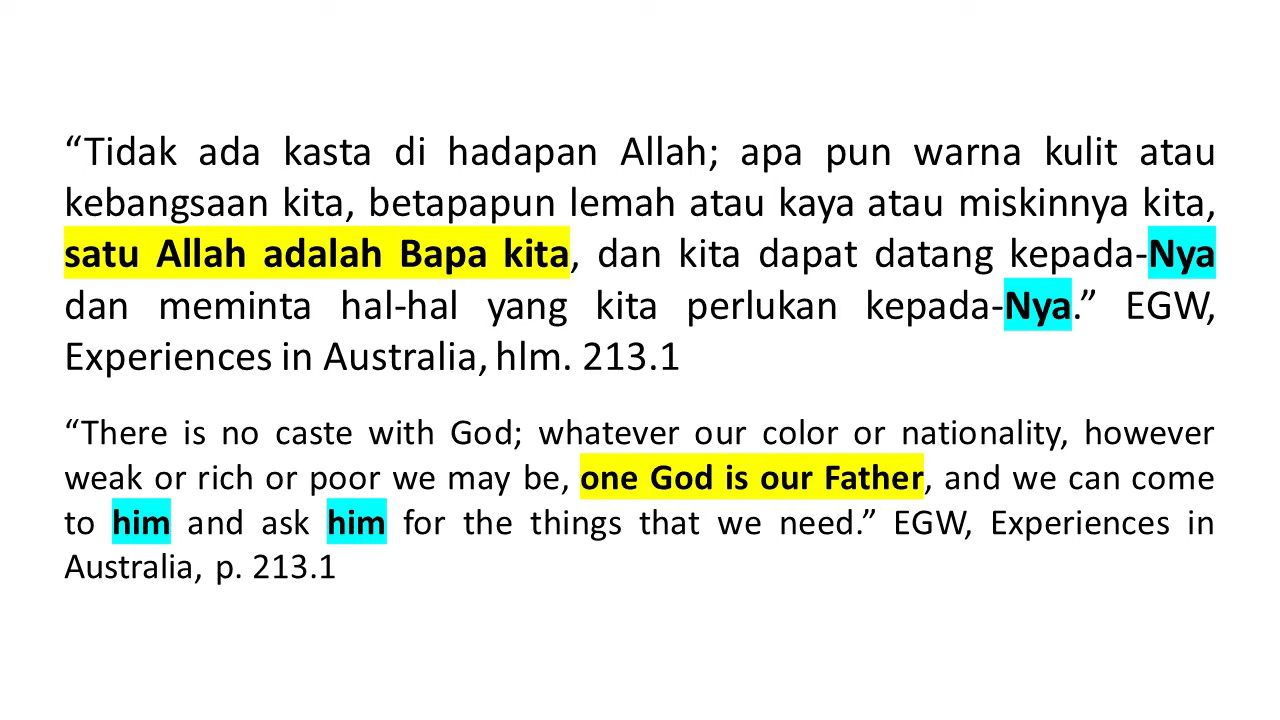 “Tidak ada kasta di hadapan Allah; apa pun warna kulit atau
kebangsaan kita, betapapun lemah atau kaya atau miskinnya kita,
satu Allah adalah Bapa kita, dan kita dapat datang kepada-Nya
dan meminta hal-hal yang kita perlukan kepada-Nya.” EGW,
Experiences in Australia, hlm. 213.1
“There is no caste with God; whatever our color or nationality, however
weak or rich or poor we may be, one God is our Father, and we can come
to him and ask him for the things that we need.” EGW, Experiences in
Australia, p. 213.1